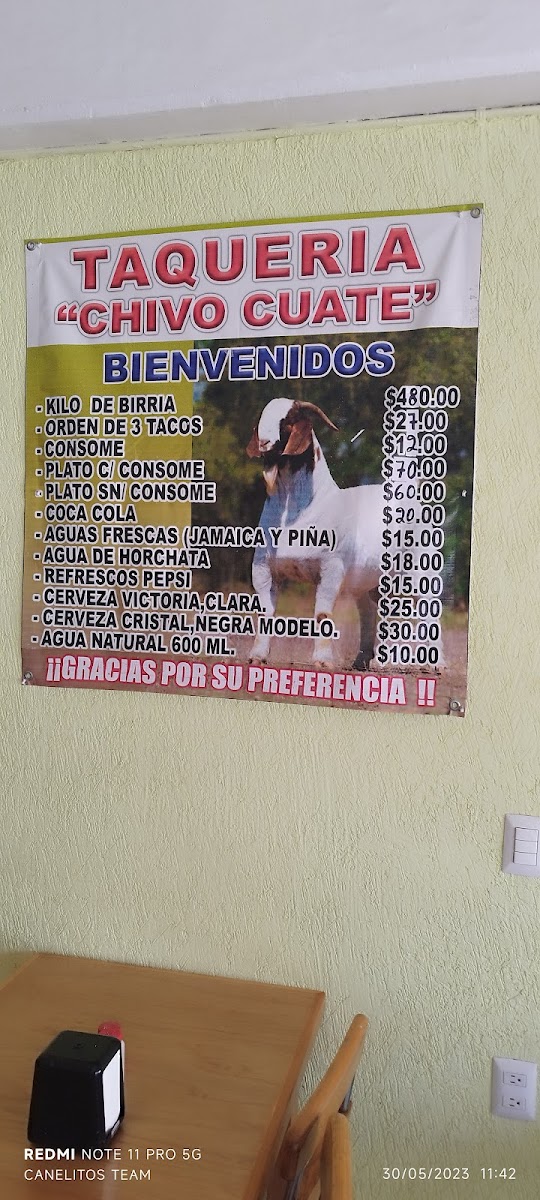 TAQUERIA
“CHIVO CUATE”
BIENVENIDOS
- KILO DE BIRRIA $480.00
- ORDEN DE 3 TACOS $27.00
- CONSOME $12.00
- PLATO C/ CONSOME $70.00
- PLATO SN/ CONSOME $60.00
- COCA COLA $20.00
- AGUAS FRESCAS (JAMAICA Y PIÑA) $15.00
- AGUA DE HORCHATA $18.00
- REFRESCOS PEPSI $15.00
- CERVEZA VICTORIA,CLARA. $25.00
- CERVEZA CRISTAL,NEGRA MODELO. $30.00
- AGUA NATURAL 600 ML. $10.00
¡¡GRACIAS POR SU PREFERENCIA !!
REDMI NOTE 11 PRO 5G
CANELITOS TEAM
30/05/2023 11:42